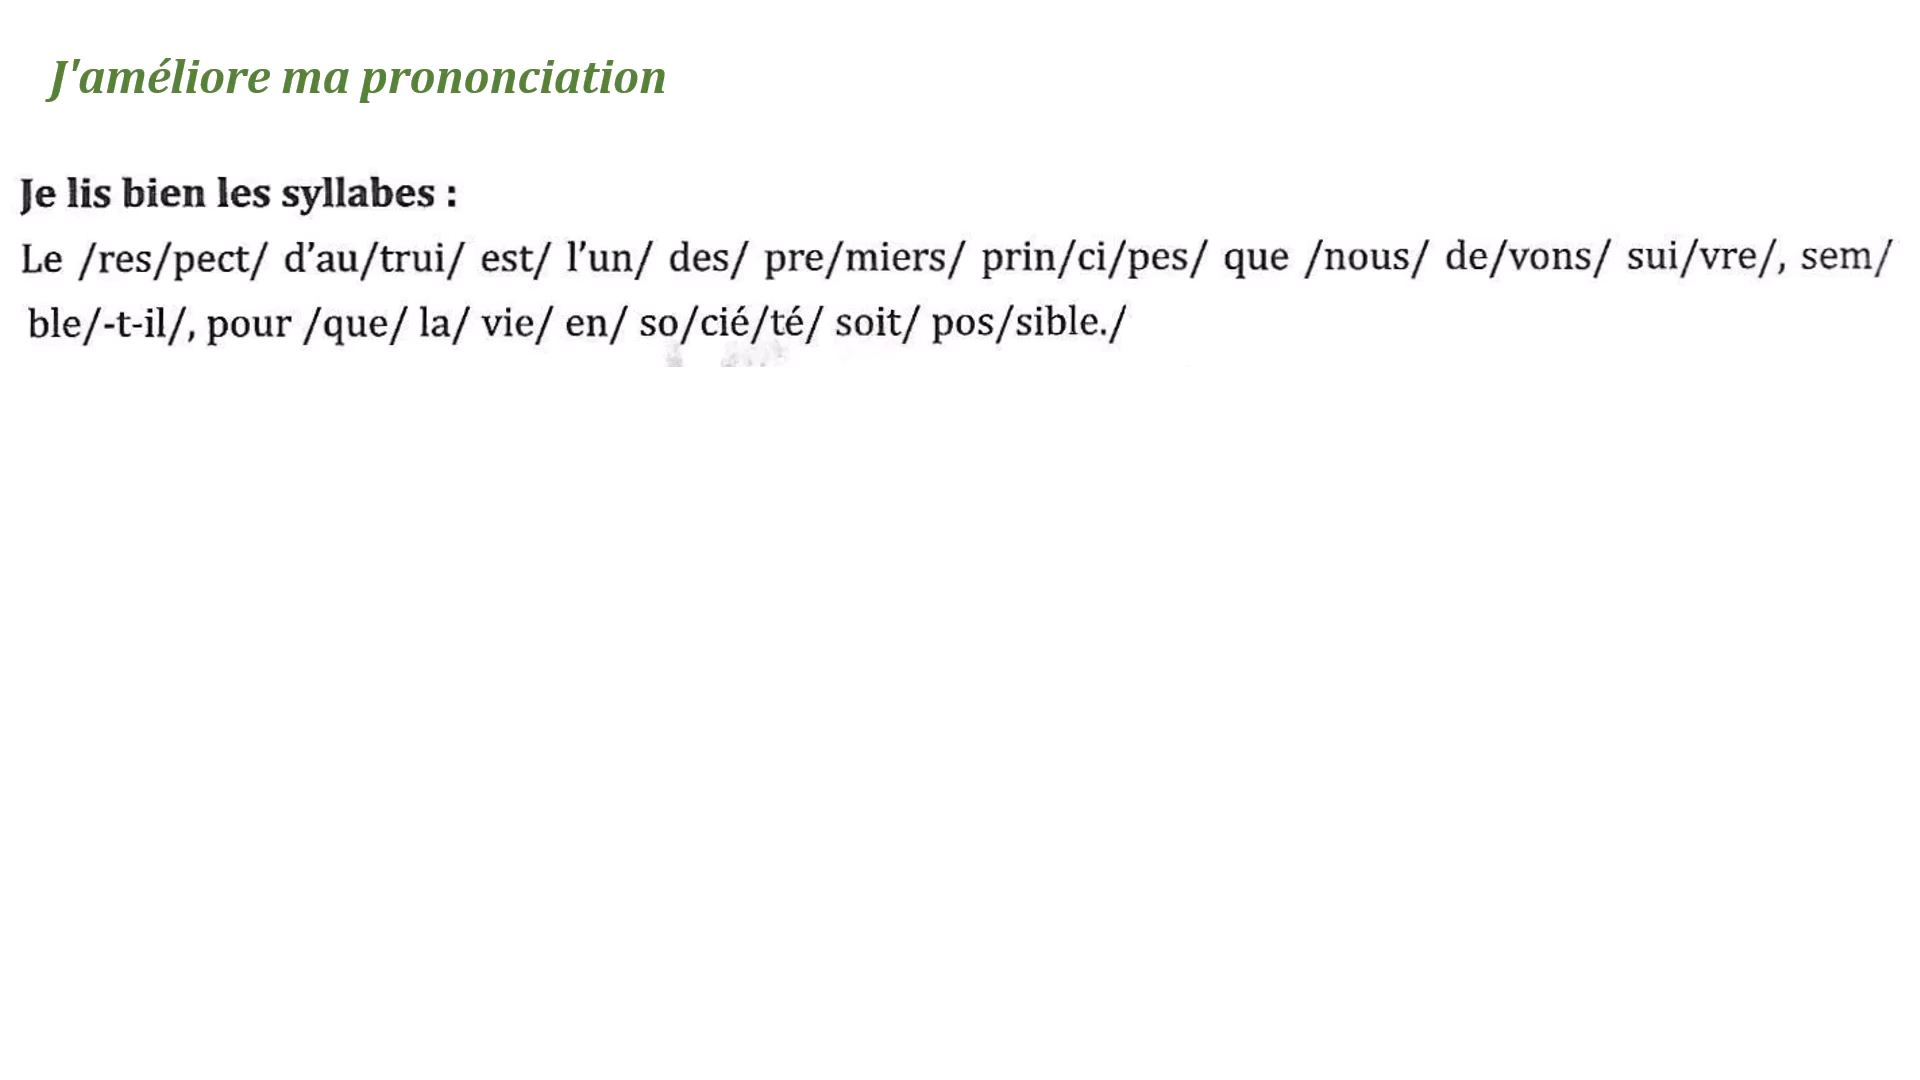 J'améliore ma prononciation
Je lis bien les syllabes :
Le /res/pect/ d’au/trui/ est/ l’un/ des/ pre/miers/ prin/ci/pes/ que /nous/ de/vons/ sui/vre/, sem/
ble/-t-il/, pour /que/ la/ vie/ en/ so/cié/té/ soit/ pos/sible./